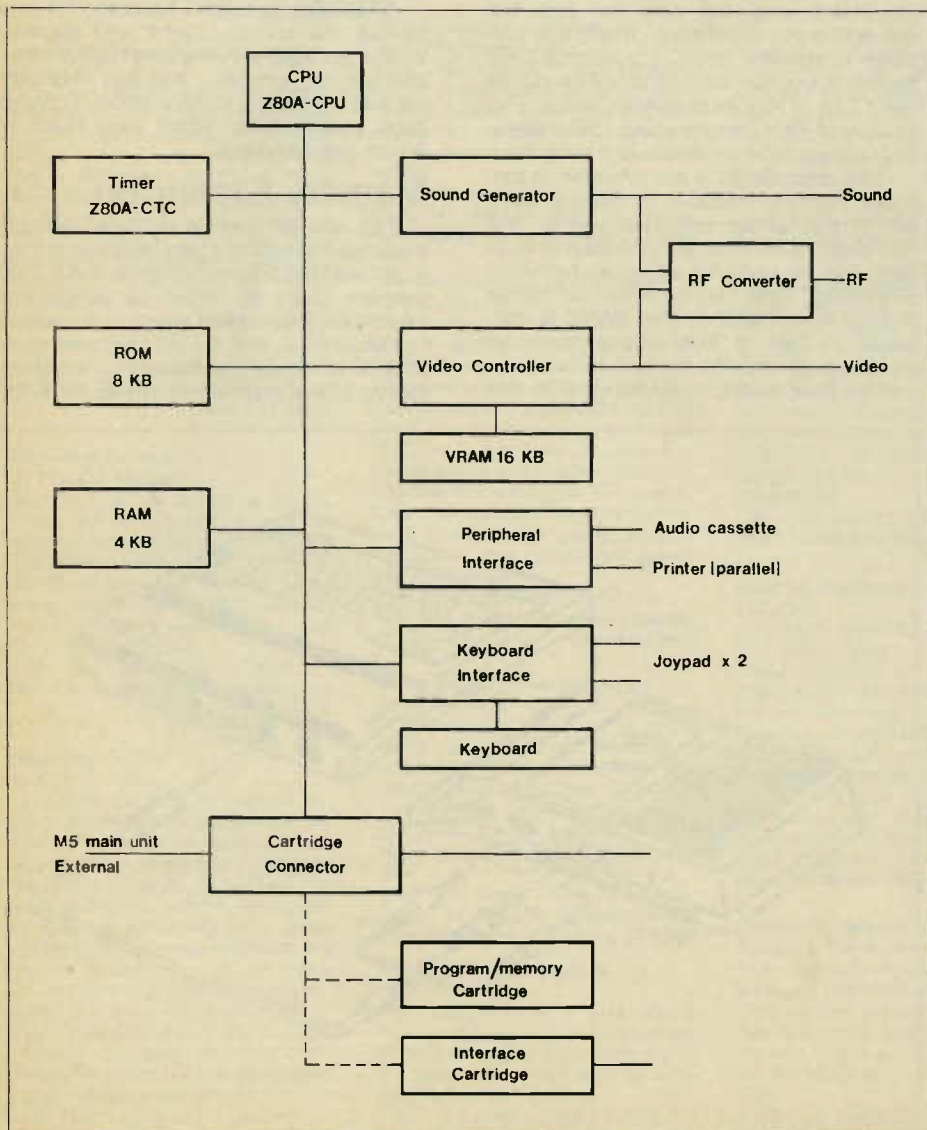 CPU
Z80A-CPU
Timer
Z80A-CTC
Sound Generator
Sound
RF Converter
RF
ROM
8 KB
Video Controller
Video
VRAM 16 KB
RAM
4 KB
Peripheral
Interface
Audio cassette
Printer |parallel|
Keyboard
Interface
Joypad x 2
Keyboard
M5 main unit
External
Cartridge
Connector
Program/memory
Cartridge
Interface
Cartridge